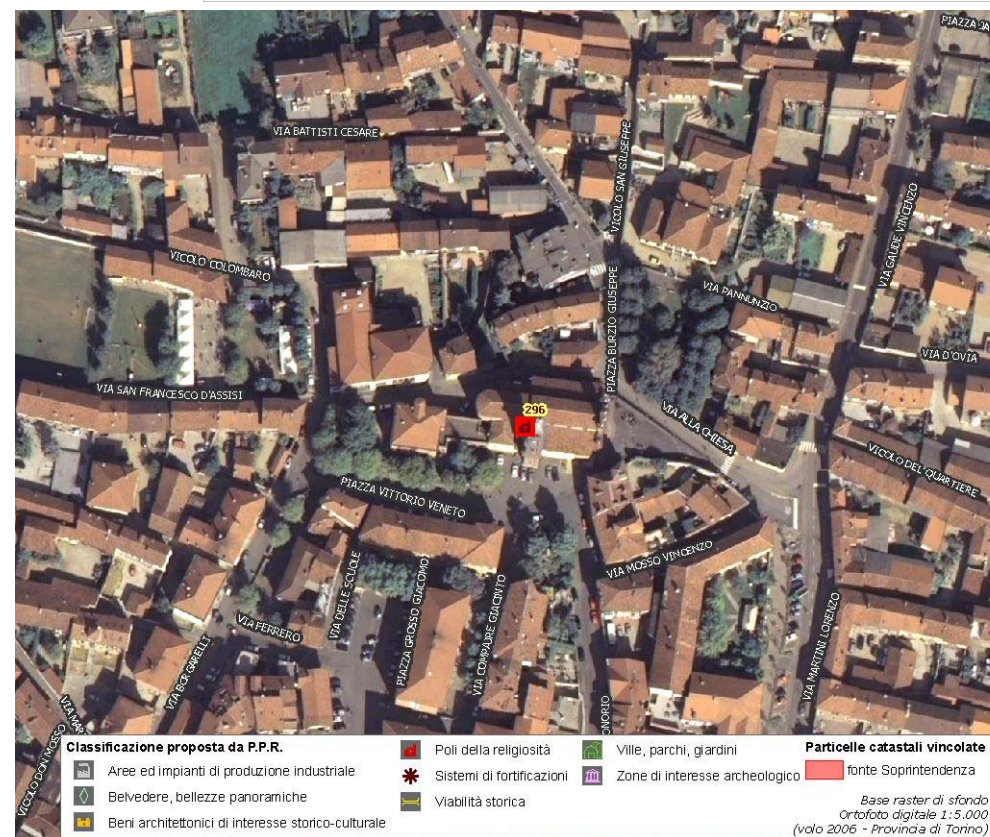 PIAZZA DA
VIA BATTISTI CESARE
VICOLO SAN GIUSEPPE
VIA GAUDE VINCENZO
VICOLO COLOMBARO
VIA PANNUNZIO
PIAZZA BURZIO GIUSEPPE
VIA D'OVIA
VIA SAN FRANCESCO D'ASSISI
296
VIA ALLA CHIESA
VICOLO DEL QUARTIERE
PIAZZA VITTORIO VENETO
VIA MOSSO VINCENZO
VIA DELLE SCUOLE
PIAZZA GROSSO GIACOMO
VIA COMPAIRE GIACINTO
VIA FERRERO
VIA BORGARELLI
VIA MARTINI LORENZO
VIA MAR
VICOLO DON MOSSO
ONORIO
Classificazione proposta da P.P.R.
Aree ed impianti di produzione industriale
Belvedere, bellezze panoramiche
Beni architettonici di interesse storico-culturale
Poli della religiosità
Sistemi di fortificazioni
Viabilità storica
Ville, parchi, giardini
Zone di interesse archeologico
Particelle catastali vincolate
fonte Soprintendenza
Base raster di sfondo
Ortofoto digitale 1:5.000
(volo 2006 - Provincia di Torino)